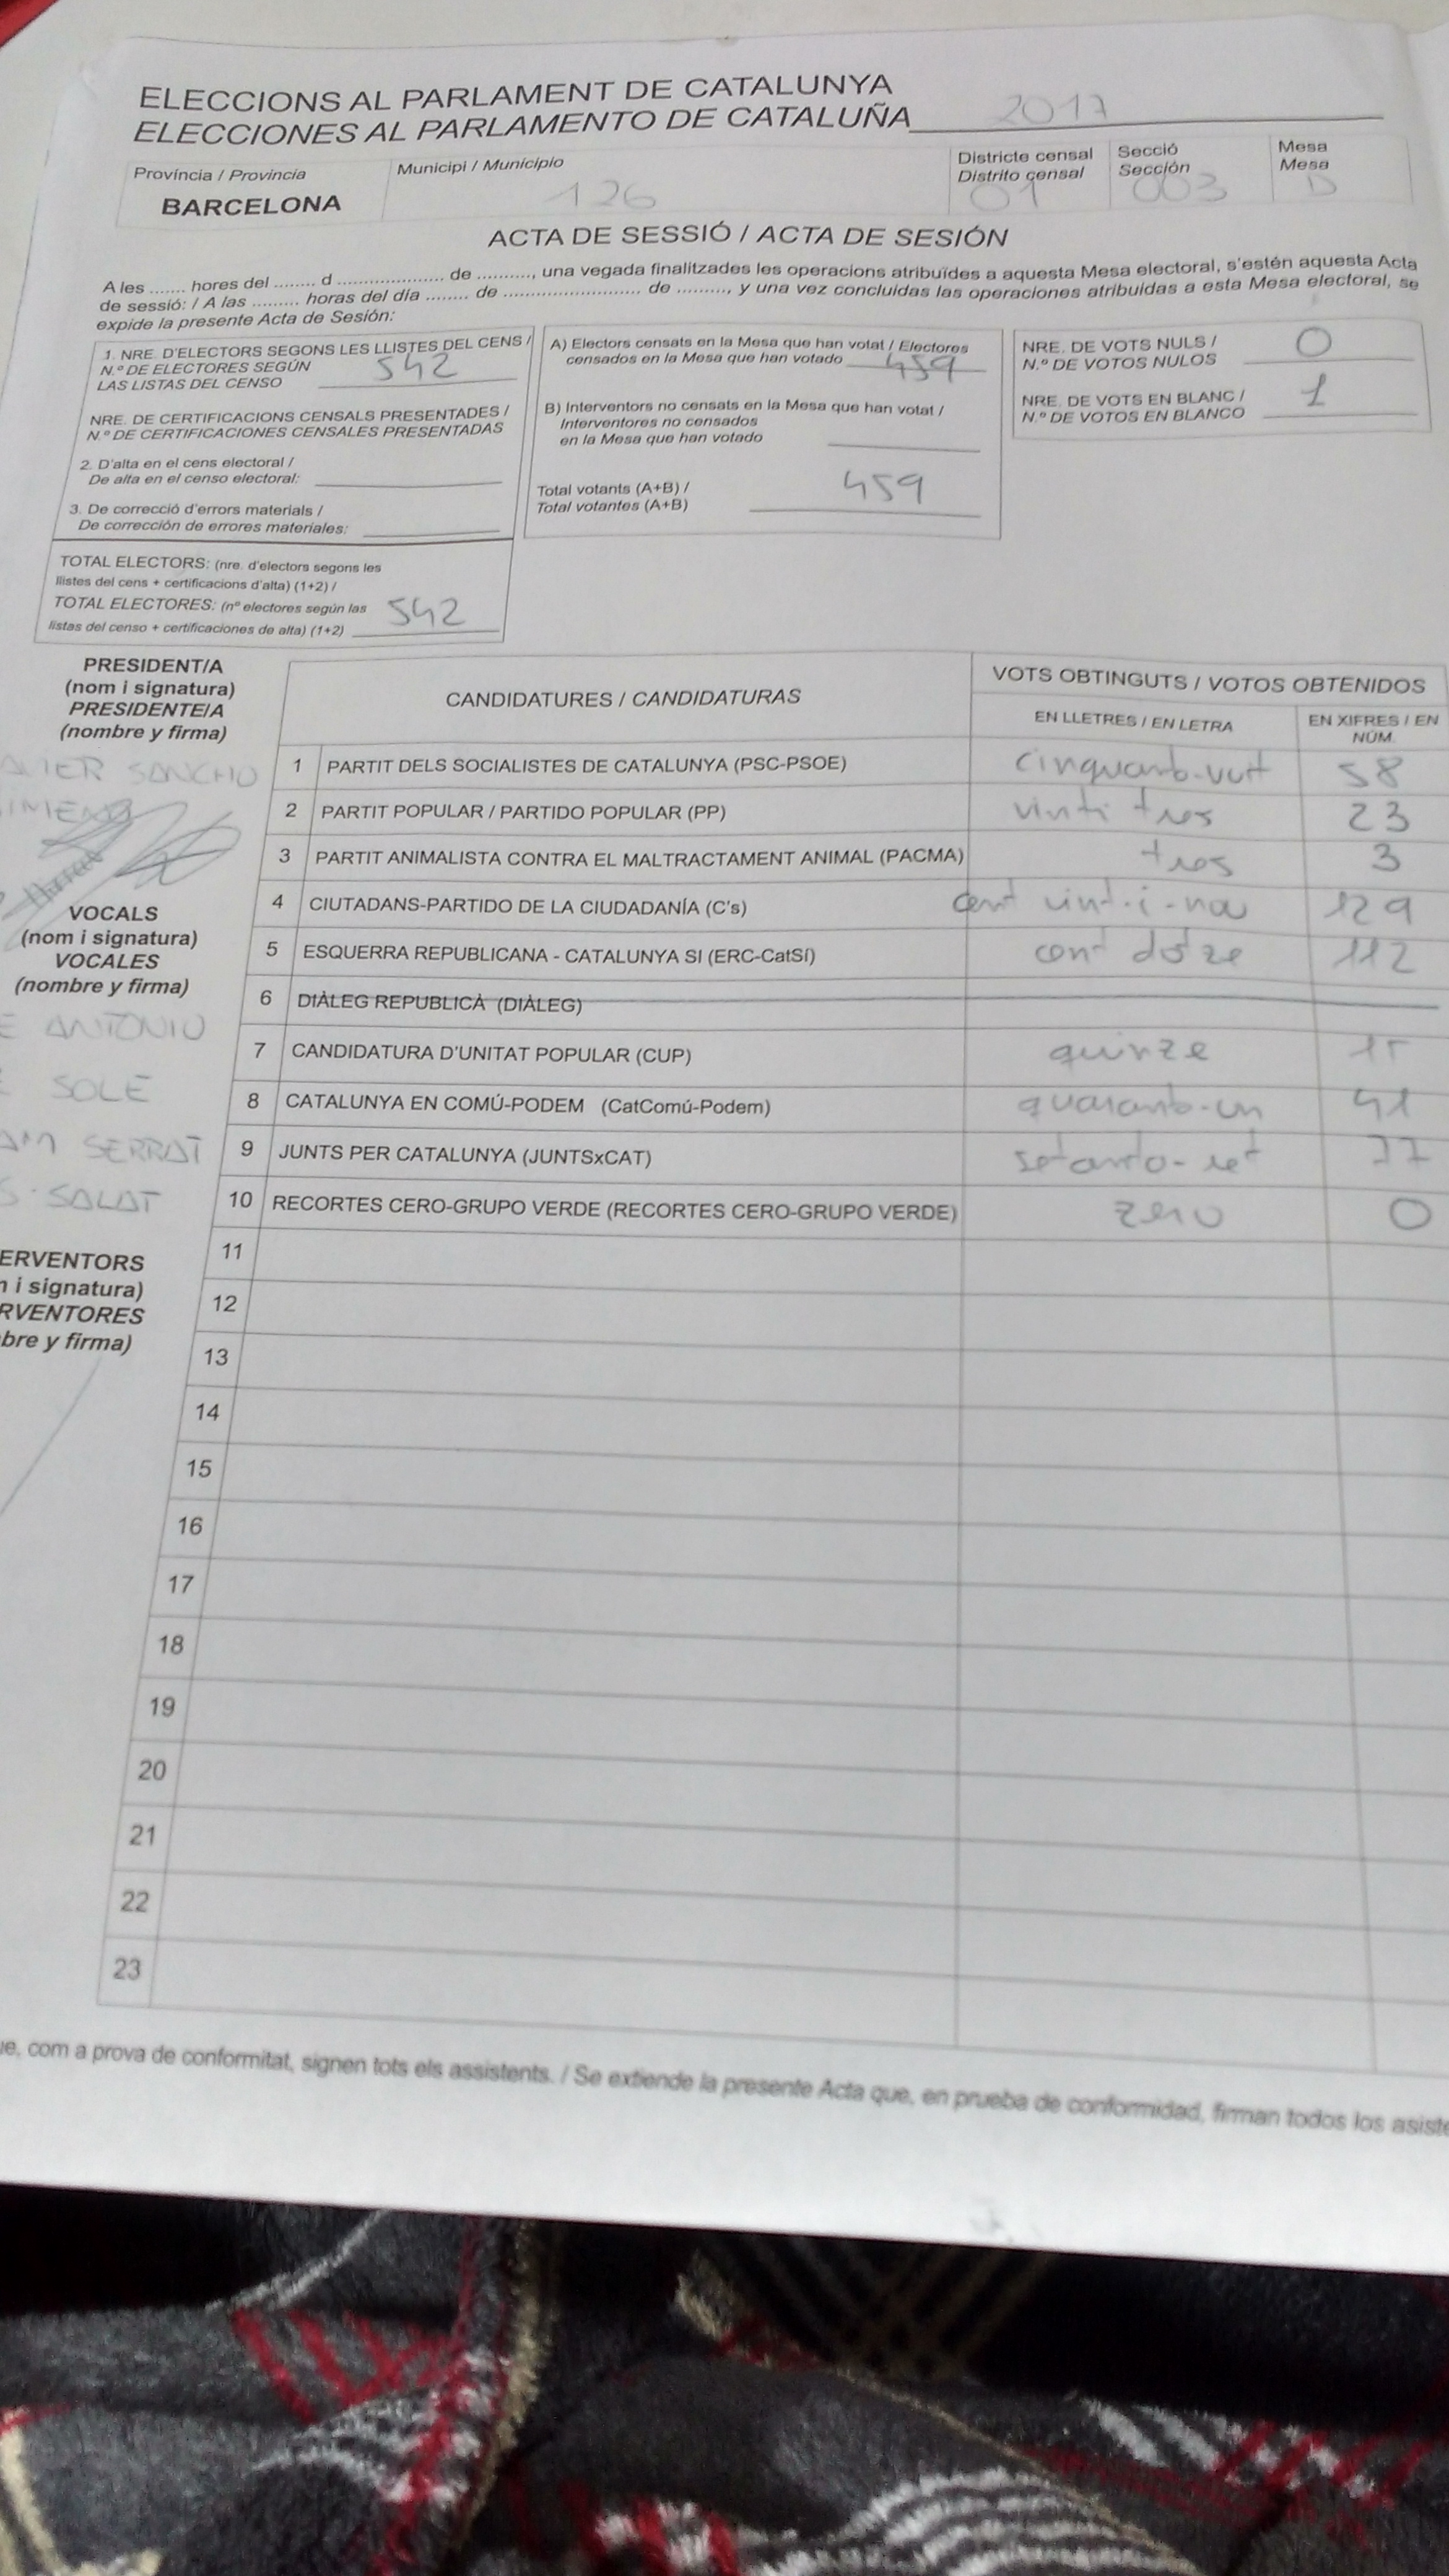 ELECCIONS AL PARLAMENT DE CATALUNYA
ELECCIONES AL PARLAMENTO DE CATALUÑA 2017
Província / Provincia
BARCELONA
Municipi / Municipio
126
Districte censal
Distrito censal
01
Secció
Sección
003
Mesa
Mesa
D
ACTA DE SESSIÓ / ACTA DE SESIÓN
A les ....... hores del ........ d .................... de .........., una vegada finalitzades les operacions atribuïdes a aquesta Mesa electoral, s'estén aquesta Acta
de sessió: / A las ......... horas del día ........ de .......................... de ........., y una vez concluidas las operaciones atribuidas a esta Mesa electoral, se
expide la presente Acta de Sesión:
1. NRE. D'ELECTORS SEGONS LES LLISTES DEL CENS /
N.º DE ELECTORES SEGÚN
LAS LISTAS DEL CENSO 542
NRE. DE CERTIFICACIONS CENSALS PRESENTADES /
N.º DE CERTIFICACIONES CENSALES PRESENTADAS
2. D'alta en el cens electoral /
De alta en el censo electoral:
3. De correcció d'errors materials /
De corrección de errores materiales:
TOTAL ELECTORS: (nre. d'electors segons les
llistes del cens + certificacions d'alta) (1+2) /
TOTAL ELECTORES: (nº electores según las
listas del censo + certificaciones de alta) (1+2) 542
A) Electors censats en la Mesa que han votat / Electores
censados en la Mesa que han votado 459
B) Interventors no censats en la Mesa que han votat /
Interventores no censados
en la Mesa que han votado
Total votants (A+B) /
Total votantes (A+B) 459
NRE. DE VOTS NULS /
N.º DE VOTOS NULOS 0
NRE. DE VOTS EN BLANC /
N.º DE VOTOS EN BLANCO 1
PRESIDENT/A
(nom i signatura)
PRESIDENTE/A
(nombre y firma)
SANCHO
VOCALS
(nom i signatura)
VOCALES
(nombre y firma)
E ANTONIO
SOLE
AM SERRAT
S. SALAT
ERVENTORS
n i signatura)
RVENTORES
bre y firma)
CANDIDATURES / CANDIDATURAS
VOTS OBTINGUTS / VOTOS OBTENIDOS
EN LLETRES / EN LETRA
EN XIFRES / EN
NÚM.
1 PARTIT DELS SOCIALISTES DE CATALUNYA (PSC-PSOE) cinquanta-vuit 58
2 PARTIT POPULAR / PARTIDO POPULAR (PP) vinti tres 23
3 PARTIT ANIMALISTA CONTRA EL MALTRACTAMENT ANIMAL (PACMA) tres 3
4 CIUTADANS-PARTIDO DE LA CIUDADANÍA (C's) cent vint-i-nou 129
5 ESQUERRA REPUBLICANA - CATALUNYA SI (ERC-CatSí) cent dotze 112
6 DIÀLEG REPUBLICÀ (DIÀLEG)
7 CANDIDATURA D'UNITAT POPULAR (CUP) quinze 15
8 CATALUNYA EN COMÚ-PODEM (CatComú-Podem) quaranta-un 41
9 JUNTS PER CATALUNYA (JUNTSxCAT) setanta-set 77
10 RECORTES CERO-GRUPO VERDE (RECORTES CERO-GRUPO VERDE) zero 0
11
12
13
14
15
16
17
18
19
20
21
22
23
ue, com a prova de conformitat, signen tots els assistents. / Se extiende la presente Acta que, en prueba de conformidad, firman todos los asiste